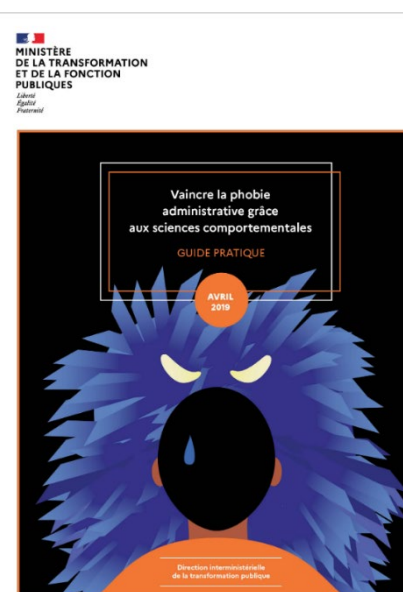 MINISTÈRE
DE LA TRANSFORMATION
ET DE LA FONCTION
PUBLIQUES
Liberté
Égalité
Fraternité
Vaincre la phobie
administrative grâce
aux sciences comportementales
GUIDE PRATIQUE
AVRIL
2019
Direction interministérielle
de la transformation publique